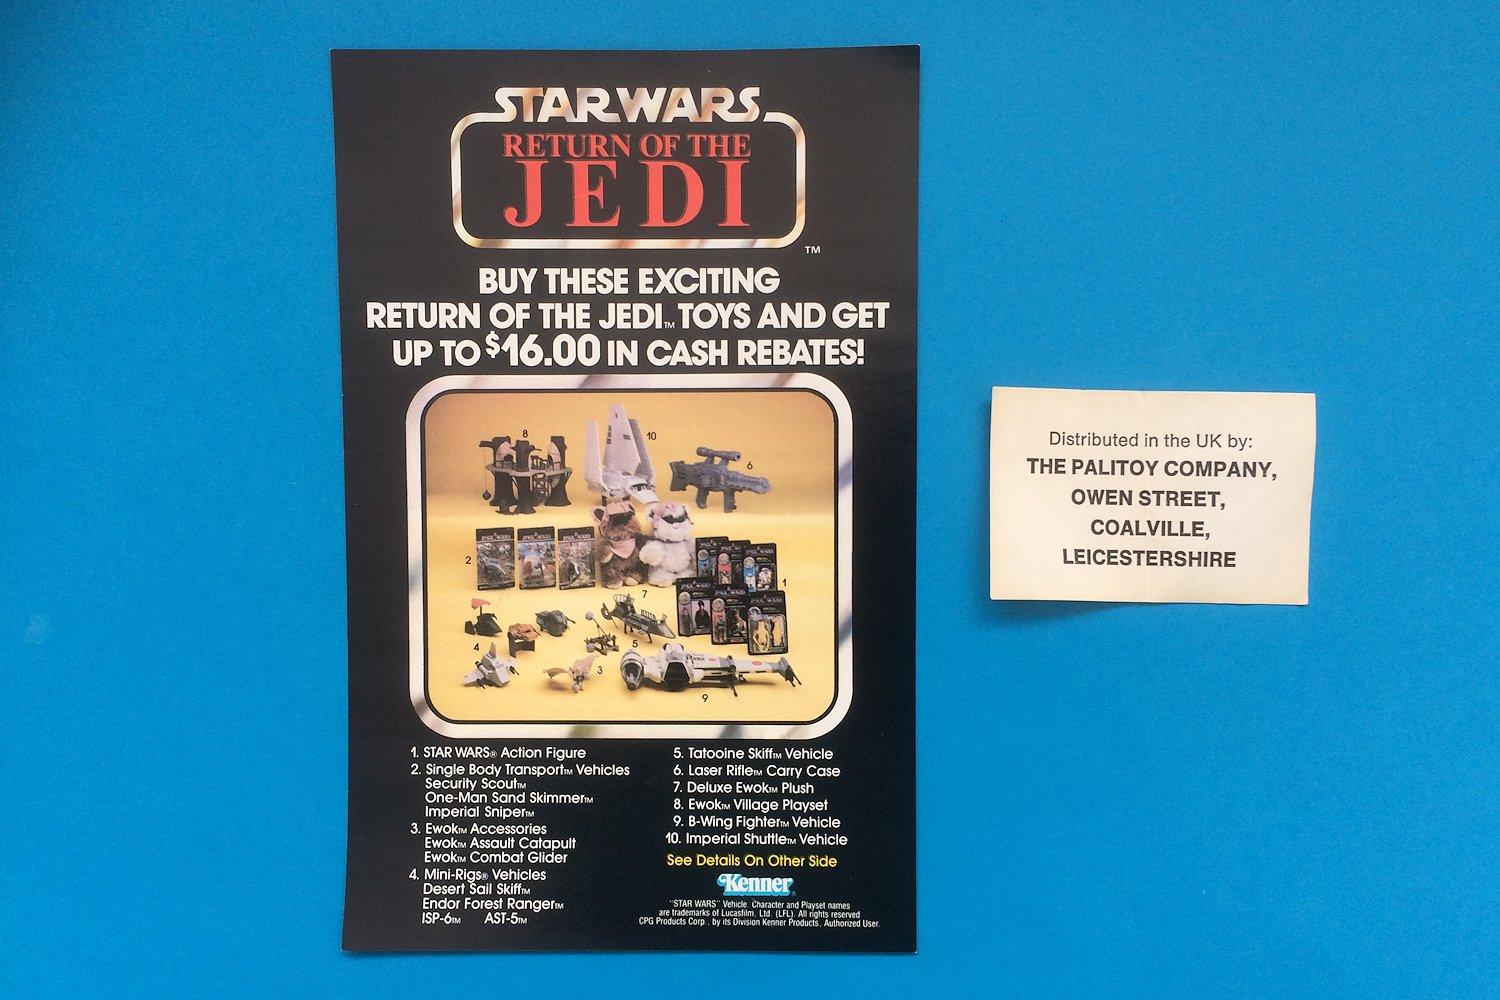 STAR WARS
RETURN OF THE
JEDI
TM
BUY THESE EXCITING
RETURN OF THE JEDI™ TOYS AND GET
UP TO $16.00 IN CASH REBATES!
8
10
6
2
1
7
4
5
3
9
1. STAR WARS® Action Figure
2. Single Body Transport™ Vehicles
Security Scout™
One-Man Sand Skimmer™
Imperial Sniper™
3. Ewok™ Accessories
Ewok™ Assault Catapult
Ewok™ Combat Glider
4. Mini-Rigs® Vehicles
Desert Sail Skiff™
Endor Forest Ranger™
ISP-6™ AST-5™
5. Tatooine Skiff™ Vehicle
6. Laser Rifle™ Carry Case
7. Deluxe Ewok™ Plush
8. Ewok™ Village Playset
9. B-Wing Fighter™ Vehicle
10. Imperial Shuttle™ Vehicle
See Details On Other Side
Kenner®
"STAR WARS" Vehicle, Character and Playset names
are trademarks of Lucasfilm, Ltd. (LFL). All rights reserved
CPG Products Corp., by its Division Kenner Products, Authorized User.
Distributed in the UK by:
THE PALITOY COMPANY,
OWEN STREET,
COALVILLE,
LEICESTERSHIRE